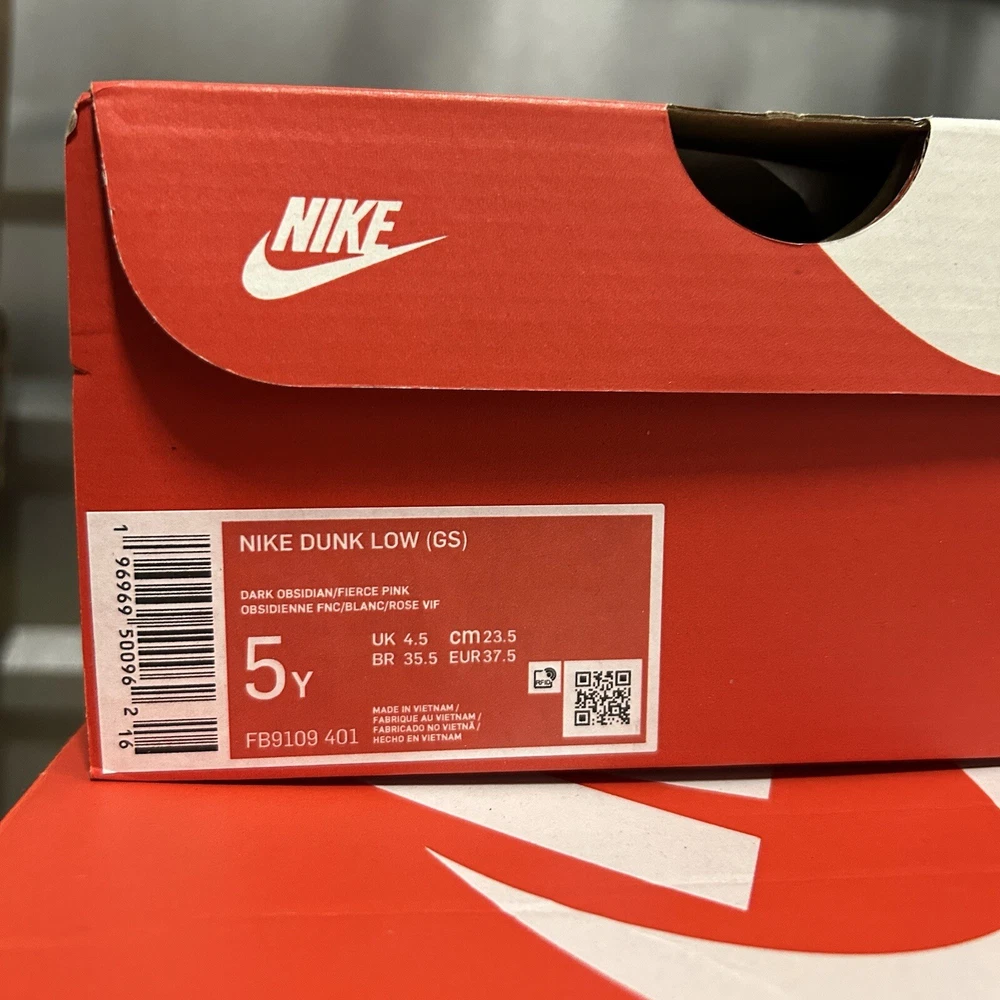 NIKE
NIKE DUNK LOW (GS)
DARK OBSIDIAN/FIERCE PINK
OBSIDIENNE FNC/BLANC/ROSE VIF
5Y
UK 4.5 cm 23.5
BR 35.5 EUR 37.5
RFID
MADE IN VIETNAM /
FABRIQUE AU VIETNAM /
FABRICADO NO VIETNÃ /
HECHO EN VIETNAM
FB9109 401
1 96969 50096 2 16